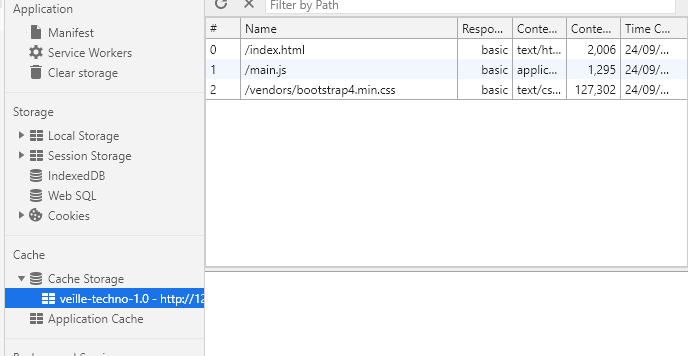 Application
Manifest
Service Workers
Clear storage
Storage
Local Storage
Session Storage
IndexedDB
Web SQL
Cookies
Cache
Cache Storage
veille-techno-1.0 - http://12
Application Cache
Filter by Path
# Name Respo... Conte... Conte... Time C...
0 /index.html basic text/ht... 2,006 24/09/...
1 /main.js basic applic... 1,295 24/09/...
2 /vendors/bootstrap4.min.css basic text/cs... 127,302 24/09/...